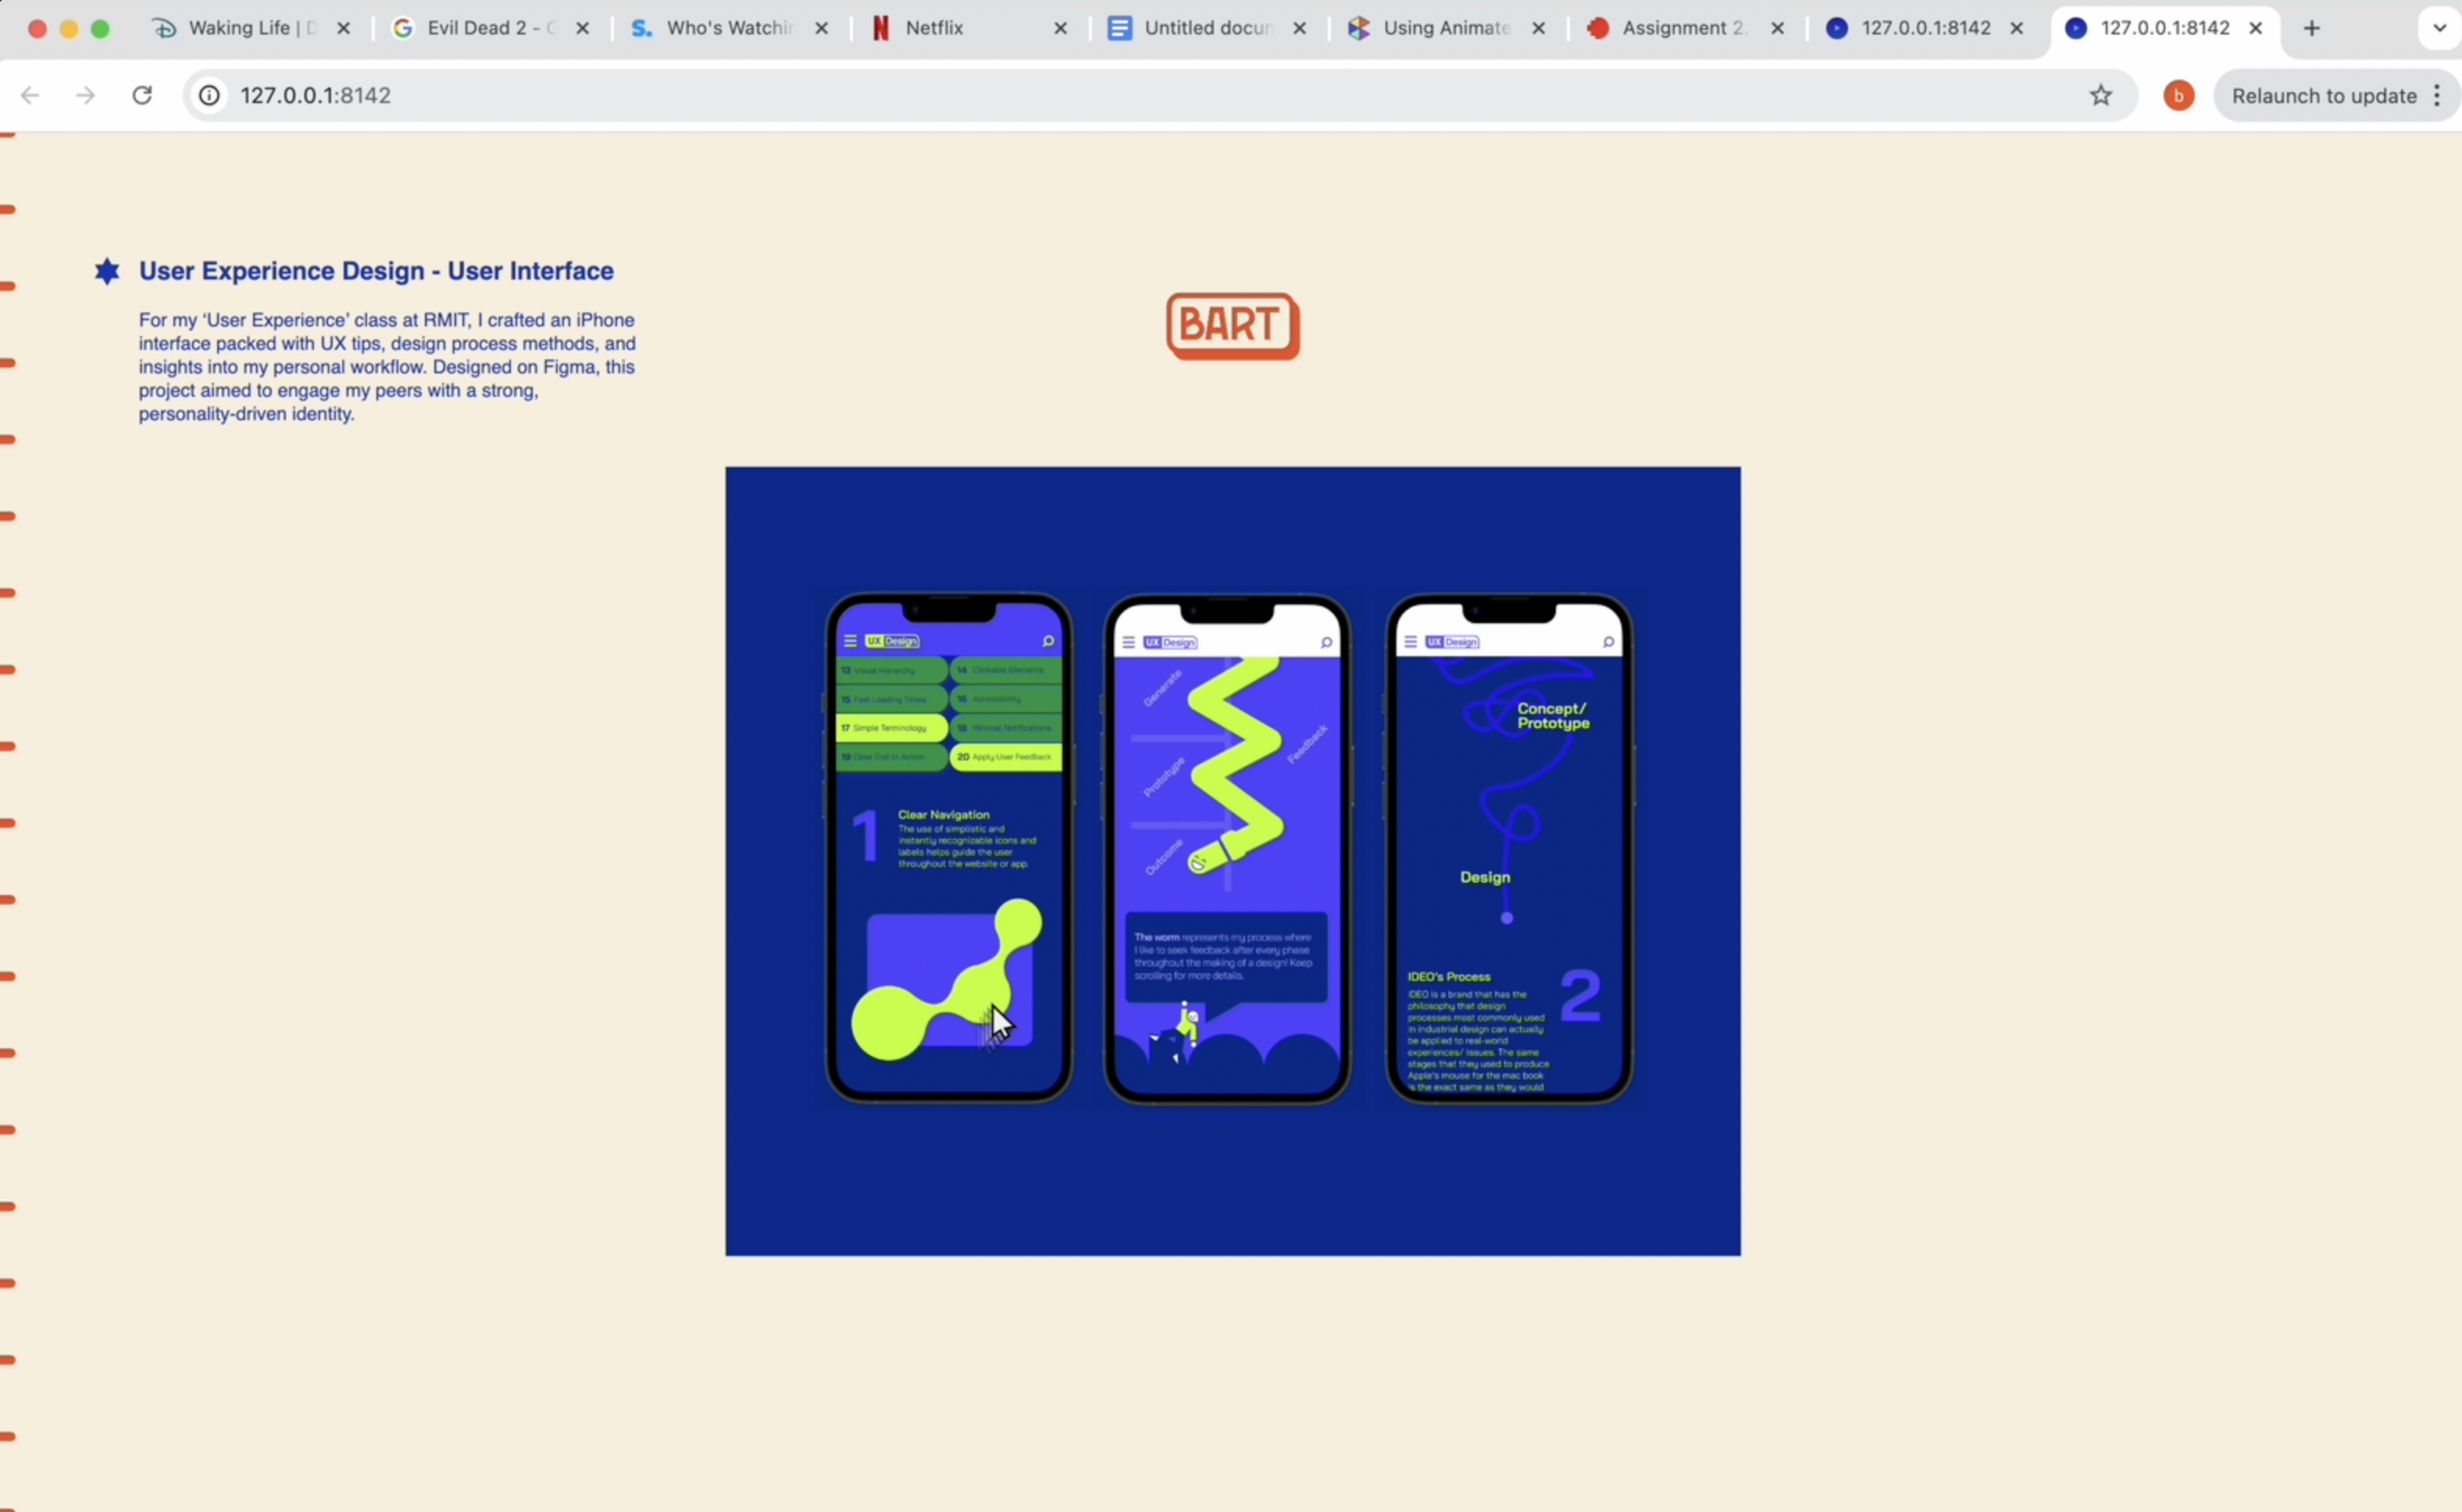 Waking Life | D
Evil Dead 2 - G
Who's Watchin
Netflix
Untitled docun
Using Animate
Assignment 2.
127.0.0.1:8142
127.0.0.1:8142
127.0.0.1:8142
b
Relaunch to update
User Experience Design - User Interface
For my ‘User Experience’ class at RMIT, I crafted an iPhone
interface packed with UX tips, design process methods, and
insights into my personal workflow. Designed on Figma, this
project aimed to engage my peers with a strong,
personality-driven identity.
BART
UX Design
13 Visual Hierarchy
14 Clickable Elements
15 Fast Loading Times
16 Accessibility
17 Simple Terminology
18 Minimal Notifications
19 Clear Call to Action
20 Apply User Feedback
1
Clear Navigation
The use of simplistic and
instantly recognizable icons and
labels helps guide the user
throughout the website or app.
UX Design
Generate
Feedback
Prototype
Outcome
The worm represents my process where
I like to seek feedback after every phase
throughout the making of a design! Keep
scrolling for more details.
UX Design
Concept/
Prototype
Design
IDEO's Process
2
IDEO is a brand that has the
philosophy that design
processes most commonly used
in industrial design can actually
be applied to real-world
experiences/ issues. The same
stages that they used to produce
Apple's mouse for the mac book
is the exact same as they would